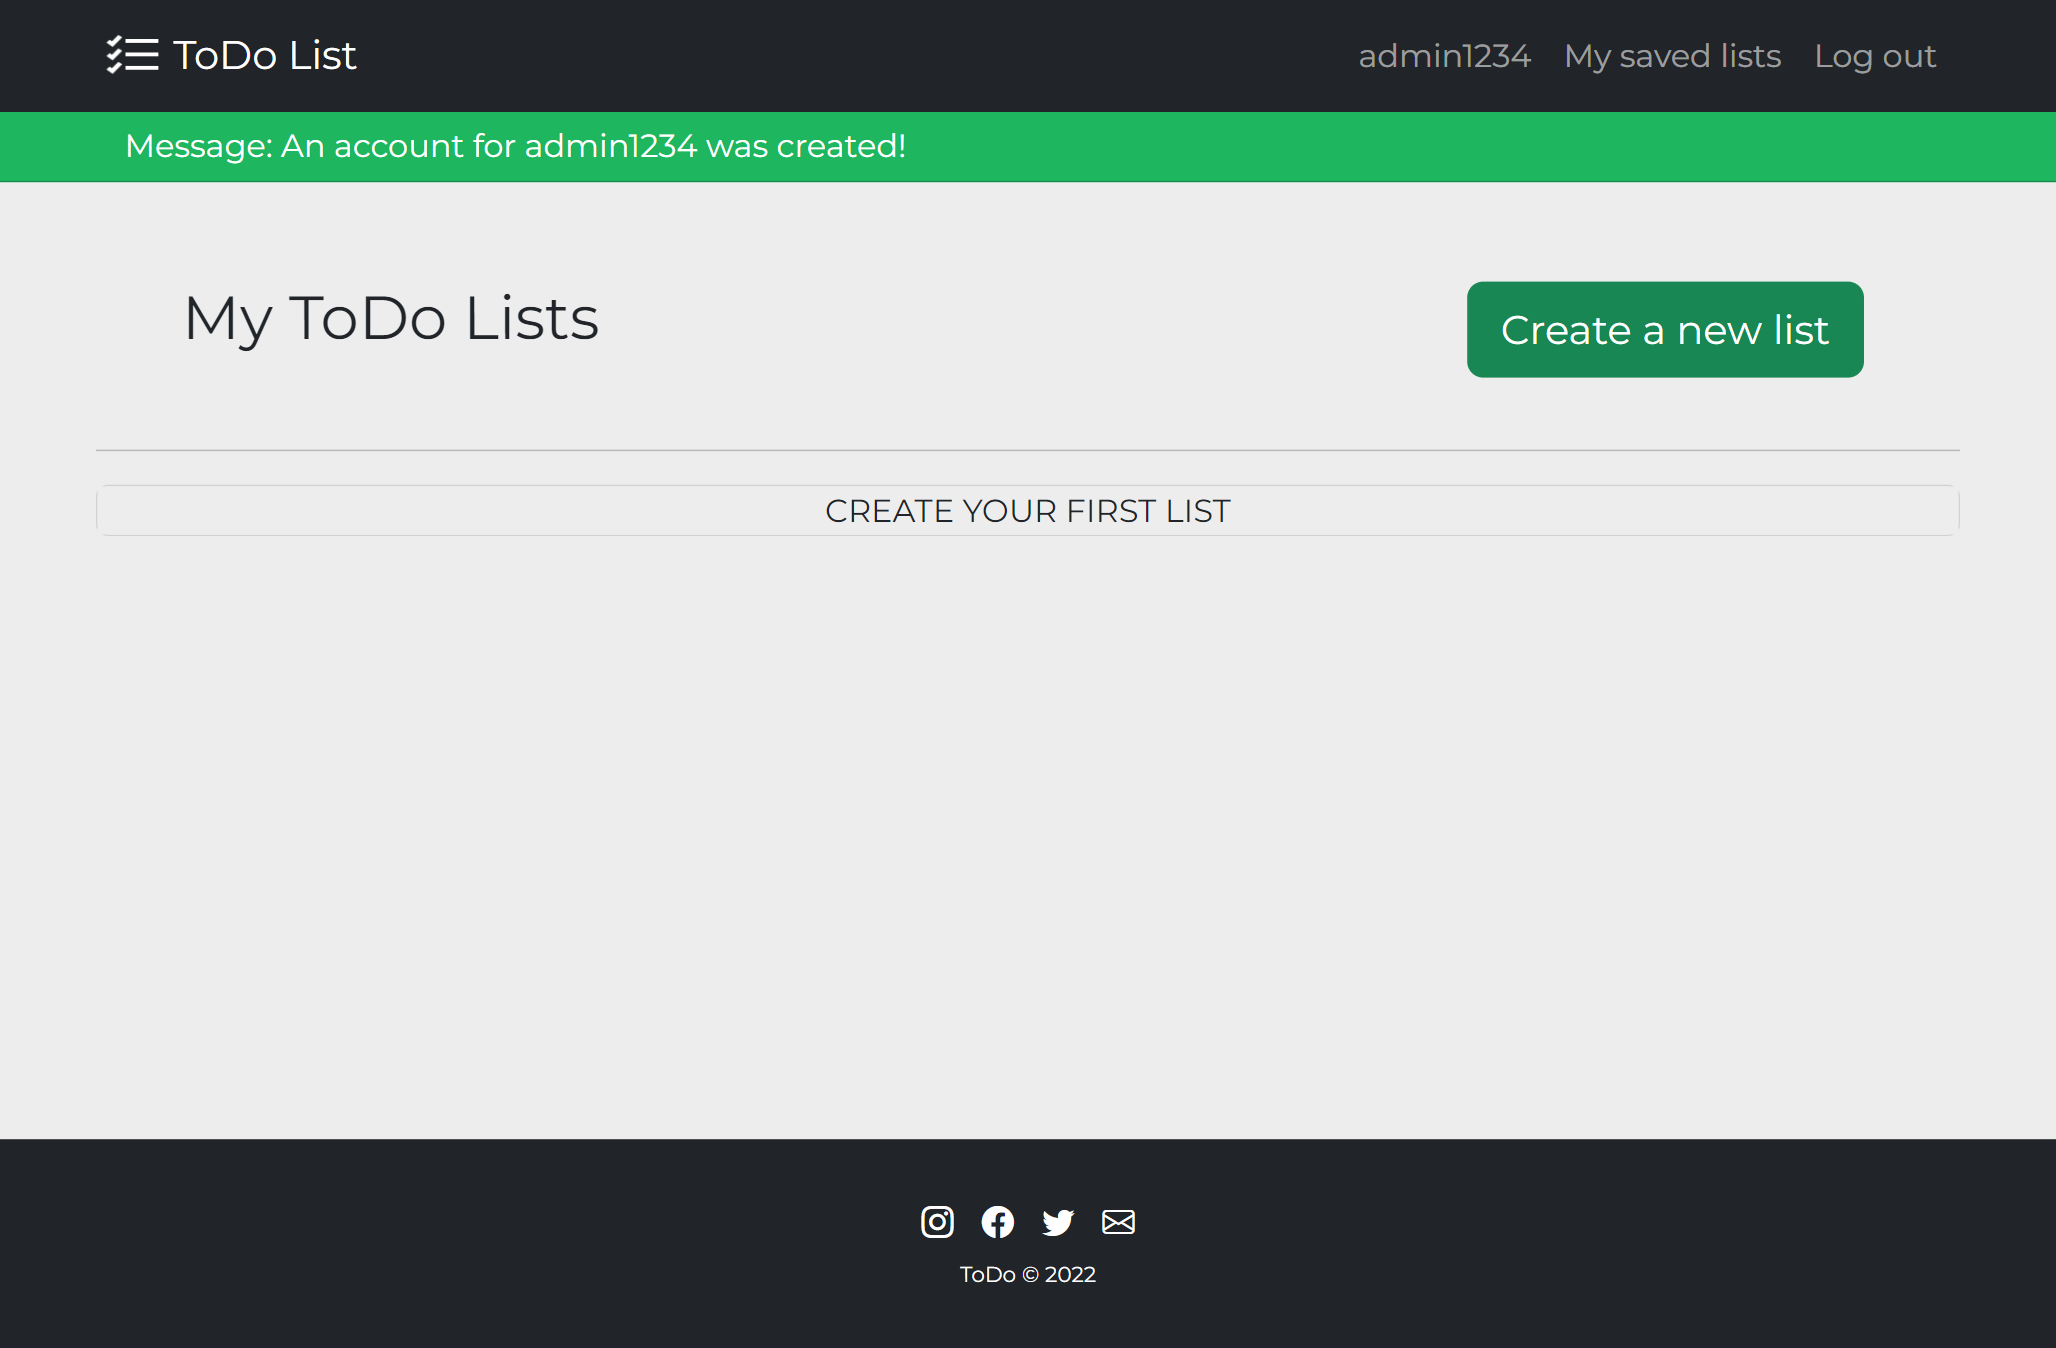 ToDo List
admin1234 My saved lists Log out
Message: An account for admin1234 was created!
My ToDo Lists
Create a new list
CREATE YOUR FIRST LIST
ToDo © 2022